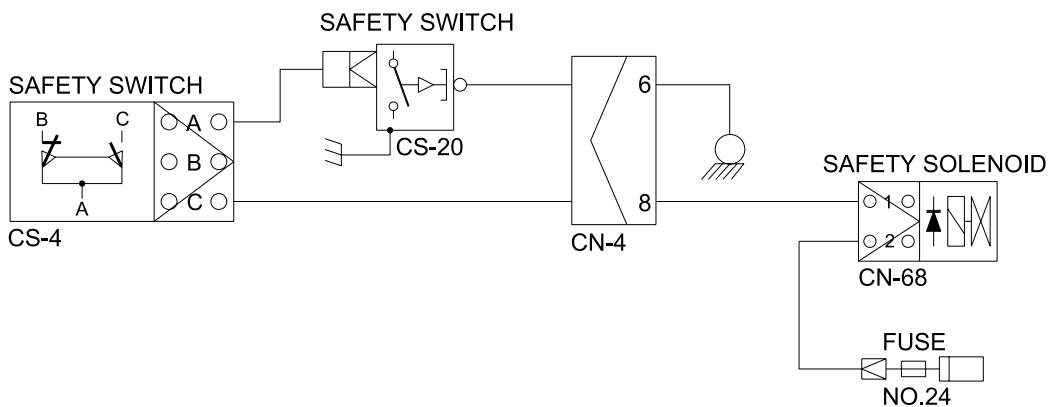 SAFETY SWITCH
SAFETY SWITCH
B C
A
A
B
C
CS-4
CS-20
6
8
CN-4
SAFETY SOLENOID
1
2
CN-68
FUSE
NO.24